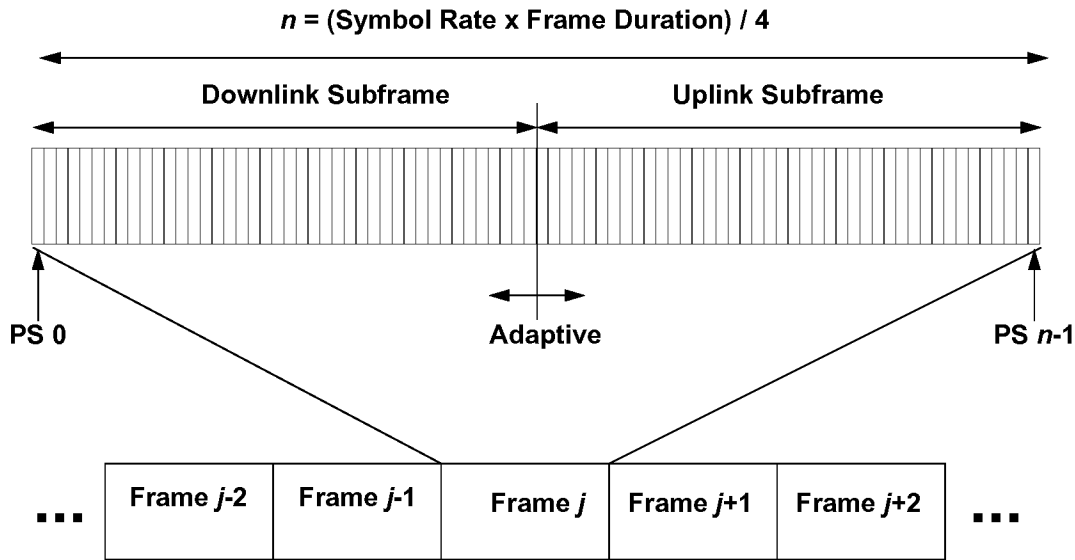 n = (Symbol Rate x Frame Duration) / 4
Downlink Subframe Uplink Subframe
PS 0 Adaptive PS n-1
... Frame j-2 Frame j-1 Frame j Frame j+1 Frame j+2 ...